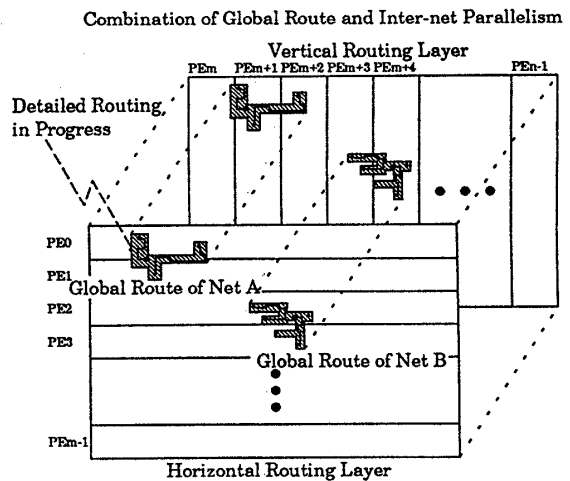 Combination of Global Route and Inter-net Parallelism
Vertical Routing Layer
PEm PEm+1 PEm+2 PEm+3 PEm+4 PEn-1
Detailed Routing,
in Progress
PE0
PE1
Global Route of Net A
PE2
PE3
Global Route of Net B
PEm-1
Horizontal Routing Layer